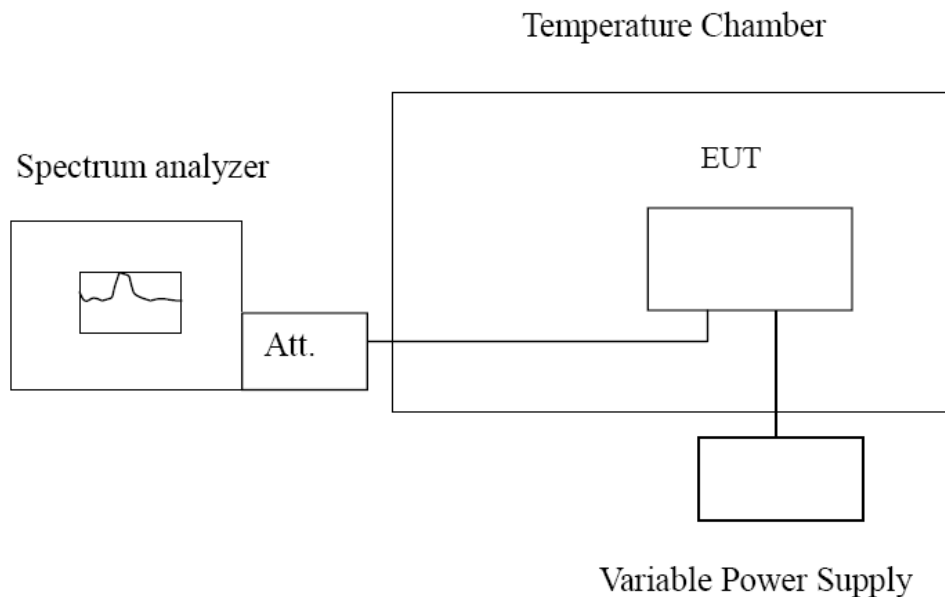 Temperature Chamber
Spectrum analyzer
EUT
Att.
Variable Power Supply